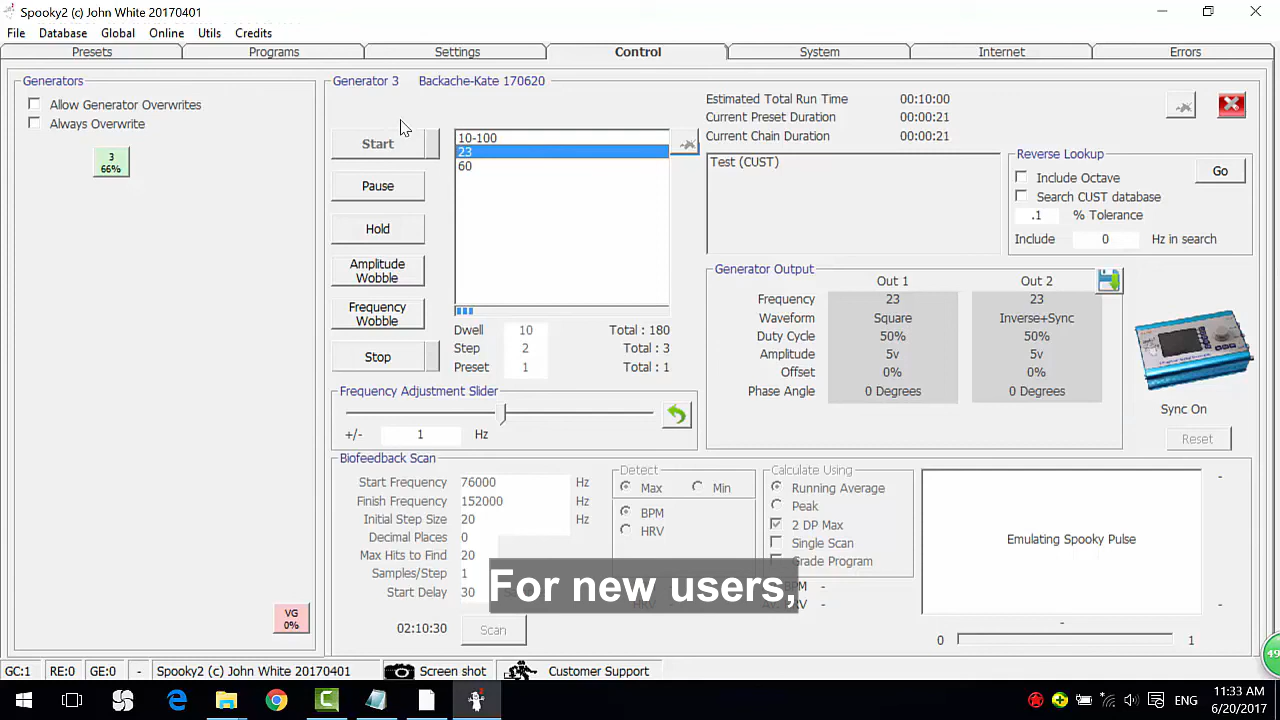 Spooky2 (c) John White 20170401
File Database Global Online Utils Credits
Presets Programs Settings Control System Internet Errors
Generators
Allow Generator Overwrites
Always Overwrite
3
66%
VG
0%
Generator 3 Backache-Kate 170620
Start
Pause
Hold
Amplitude
Wobble
Frequency
Wobble
Stop
10-100
23
60
Dwell 10 Total : 180
Step 2 Total : 3
Preset 1 Total : 1
Frequency Adjustment Slider
+/- 1 Hz
Estimated Total Run Time 00:10:00
Current Preset Duration 00:00:21
Current Chain Duration 00:00:21
Test (CUST)
Reverse Lookup
Include Octave Go
Search CUST database
.1 % Tolerance
Include 0 Hz in search
Generator Output
Out 1 Out 2
Frequency 23 23
Waveform Square Inverse+Sync
Duty Cycle 50% 50%
Amplitude 5v 5v
Offset 0% 0%
Phase Angle 0 Degrees 0 Degrees
Sync On
Reset
Biofeedback Scan
Start Frequency 76000 Hz
Finish Frequency 152000 Hz
Initial Step Size 20 Hz
Decimal Places 0
Max Hits to Find 20
Samples/Step 1
Start Delay 30
02:10:30 Scan
Detect
Max Min
BPM
HRV
Calculate Using
Running Average
Peak
2 DP Max
Single Scan
Grade Program
Emulating Spooky Pulse
-
-
-
0 1
For new users,
GC:1 RE:0 GE:0 - Spooky2 (c) John White 20170401 Screen shot Customer Support
49
ENG
11:33 AM
6/20/2017